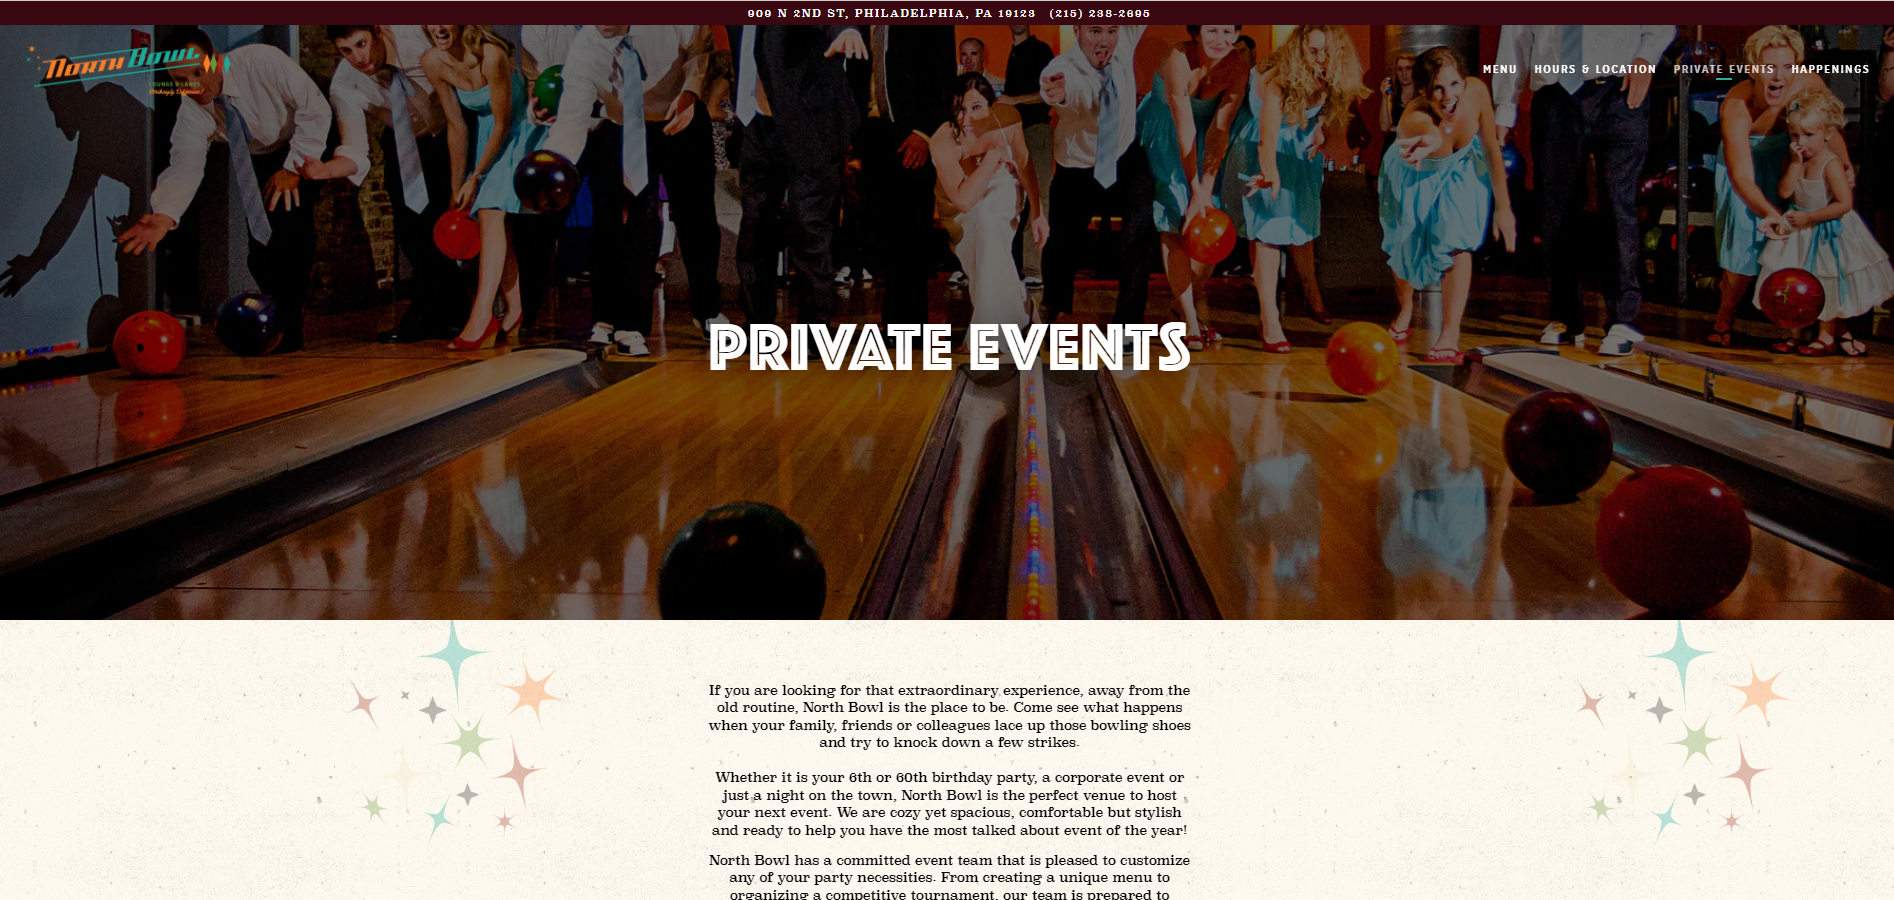 909 N 2ND ST, PHILADELPHIA, PA 19123 (215) 238-2695
NORTH BOWL
LOUNGE N LANES
Strikingly Different!
MENU HOURS & LOCATION PRIVATE EVENTS HAPPENINGS
PRIVATE EVENTS
If you are looking for that extraordinary experience, away from the
old routine, North Bowl is the place to be. Come see what happens
when your family, friends or colleagues lace up those bowling shoes
and try to knock down a few strikes.
Whether it is your 6th or 60th birthday party, a corporate event or
just a night on the town, North Bowl is the perfect venue to host
your next event. We are cozy yet spacious, comfortable but stylish
and ready to help you have the most talked about event of the year!
North Bowl has a committed event team that is pleased to customize
any of your party necessities. From creating a unique menu to
organizing a competitive tournament, our team is prepared to